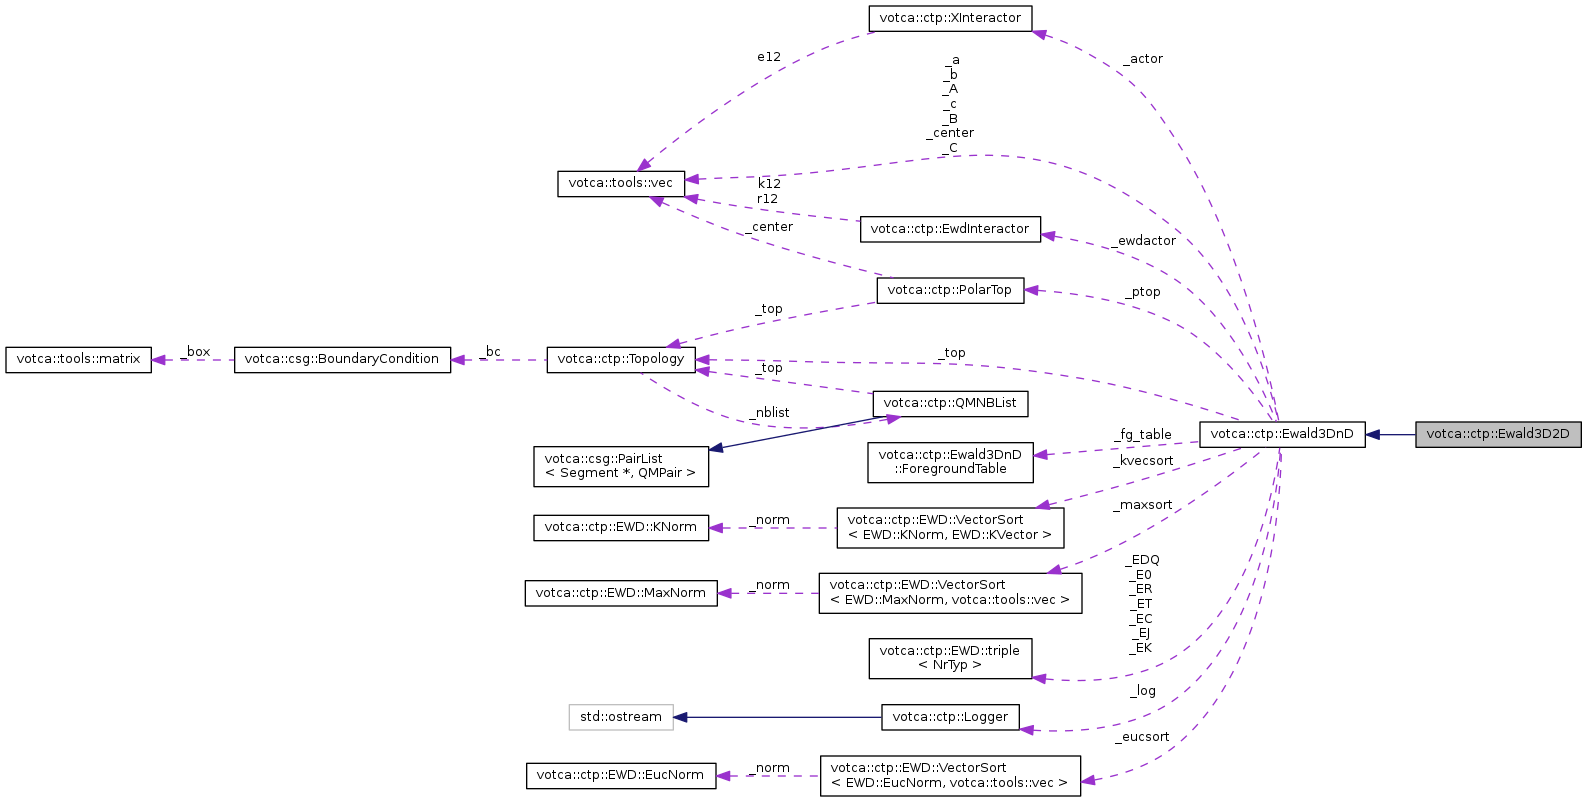 votca::ctp::XInteractor
_actor
e12
_a
_b
_A
_c
_B
_center
_C
votca::tools::vec
k12
r12
votca::ctp::EwdInteractor
_center
_ewdactor
votca::ctp::PolarTop
_ptop
_top
votca::tools::matrix
_box
votca::csg::BoundaryCondition
_bc
votca::ctp::Topology
_top
_top
_nblist
votca::ctp::QMNBList
votca::ctp::Ewald3DnD
votca::ctp::Ewald3D2D
_fg_table
votca::csg::PairList
< Segment *, QMPair >
votca::ctp::Ewald3DnD
::ForegroundTable
_kvecsort
votca::ctp::EWD::KNorm
_norm
votca::ctp::EWD::VectorSort
< EWD::KNorm, EWD::KVector >
_maxsort
votca::ctp::EWD::MaxNorm
_norm
votca::ctp::EWD::VectorSort
< EWD::MaxNorm, votca::tools::vec >
_EDQ
_E0
_ER
_ET
_EC
_EJ
_EK
votca::ctp::EWD::triple
< NrTyp >
_log
std::ostream
votca::ctp::Logger
_eucsort
votca::ctp::EWD::EucNorm
_norm
votca::ctp::EWD::VectorSort
< EWD::EucNorm, votca::tools::vec >